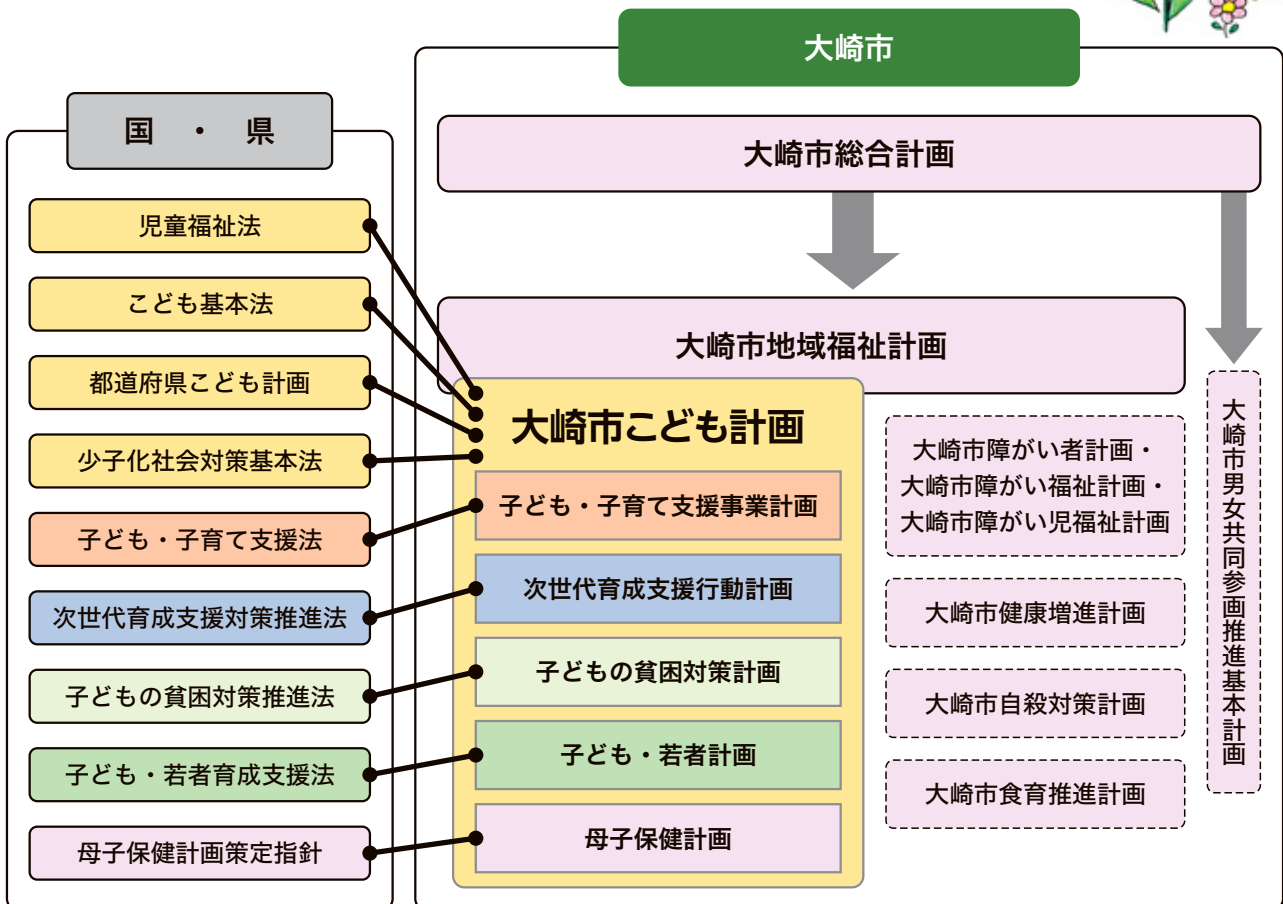 大崎市
国・県
大崎市総合計画
児童福祉法
こども基本法
都道府県こども計画
少子化社会対策基本法
子ども・子育て支援法
次世代育成支援対策推進法
子どもの貧困対策推進法
子ども・若者育成支援法
母子保健計画策定指針
大崎市地域福祉計画
大崎市こども計画
子ども・子育て支援事業計画
次世代育成支援行動計画
子どもの貧困対策計画
子ども・若者計画
母子保健計画
大崎市障がい者計画・
大崎市障がい福祉計画・
大崎市障がい児福祉計画
大崎市健康増進計画
大崎市自殺対策計画
大崎市食育推進計画
大崎市男女共同参画推進基本計画